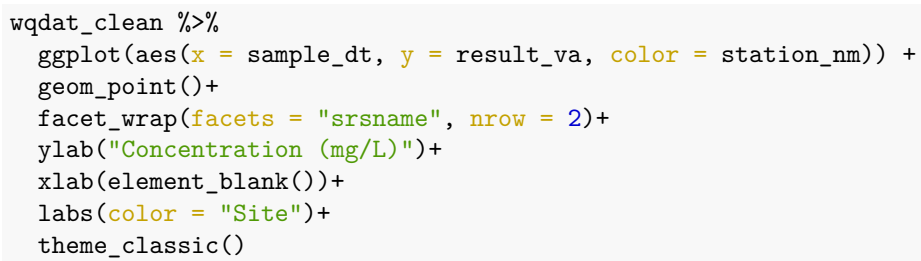 wqdat_clean %>%
  ggplot(aes(x = sample_dt, y = result_va, color = station_nm)) +
  geom_point()+
  facet_wrap(facets = "srsname", nrow = 2)+
  ylab("Concentration (mg/L)")+
  xlab(element_blank())+
  labs(color = "Site")+
  theme_classic()